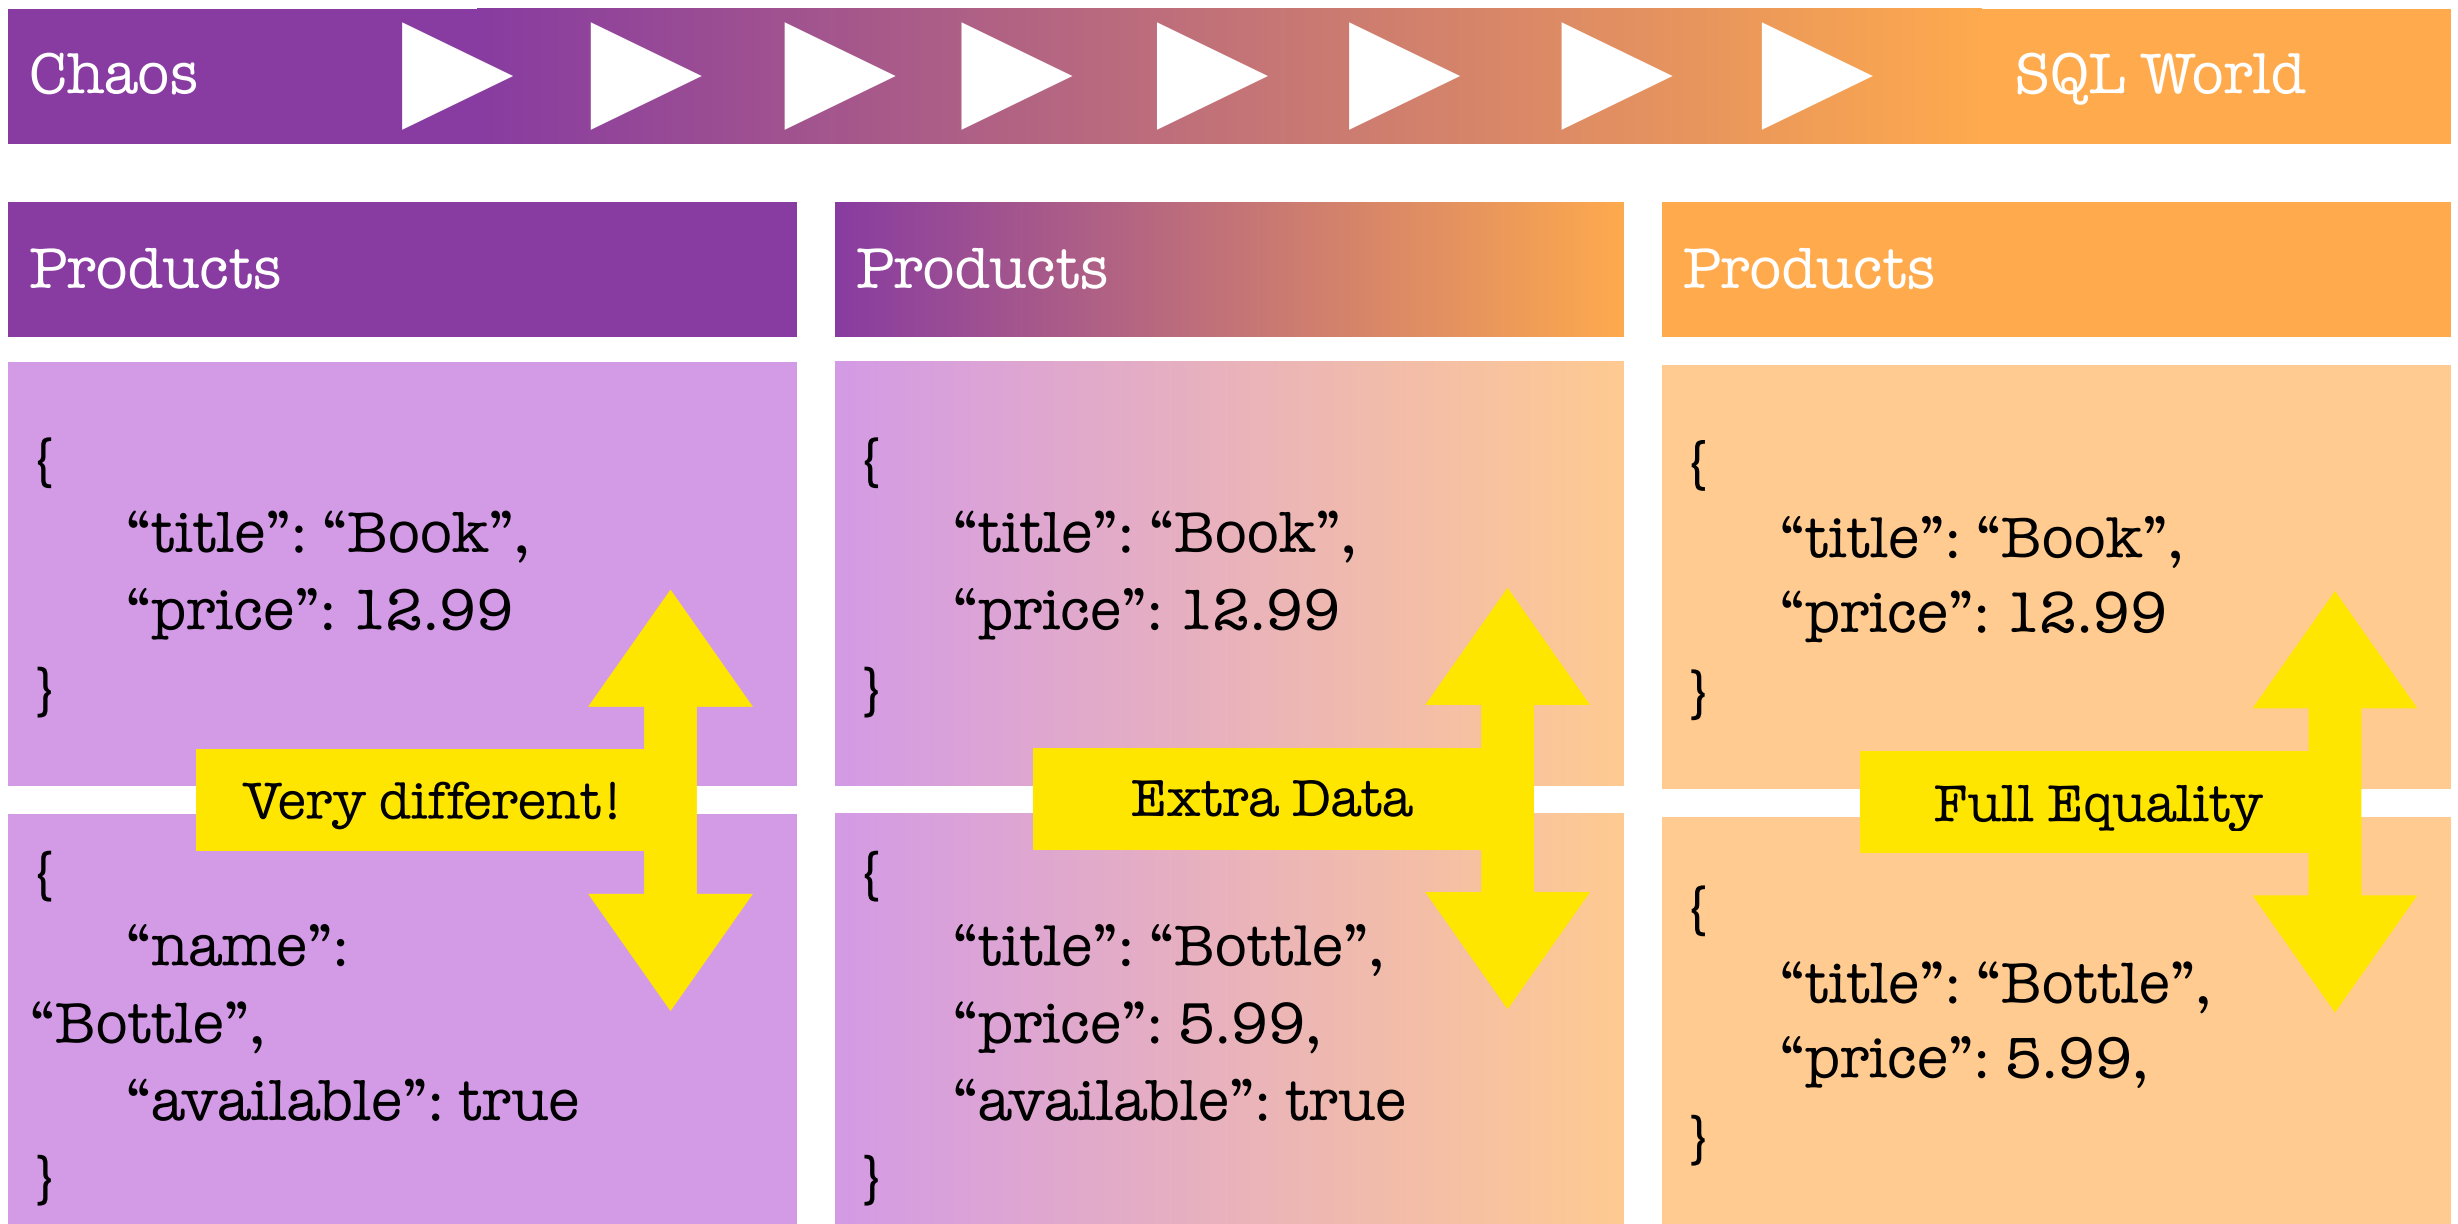 Chaos
SQL World
Products
{
“title”: “Book”,
“price”: 12.99
}
Very different!
{
“name”:
“Bottle”,
“available”: true
}
Products
{
“title”: “Book”,
“price”: 12.99
}
Extra Data
{
“title”: “Bottle”,
“price”: 5.99,
“available”: true
}
Products
{
“title”: “Book”,
“price”: 12.99
}
Full Equality
{
“title”: “Bottle”,
“price”: 5.99,
}